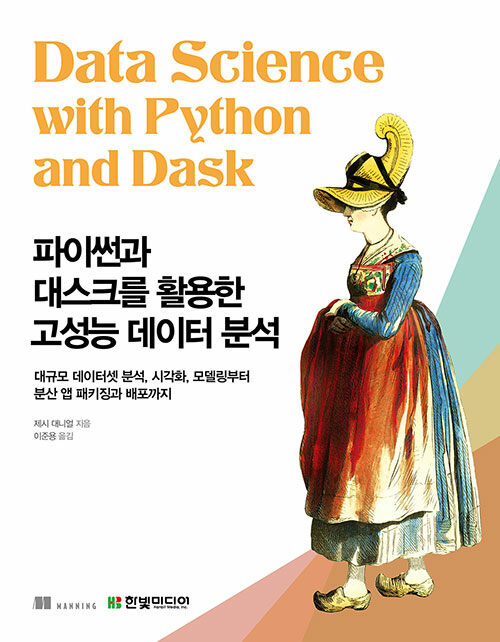 Data Science
with Python
and Dask
파이썬과
대스크를 활용한
고성능 데이터 분석
대규모 데이터셋 분석, 시각화, 모델링부터
분산 앱 패키징과 배포까지
제시 대니얼 지음
이준용 옮김
MANNING
한빛미디어
Hanbit Media, Inc.